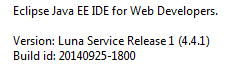 Eclipse Java EE IDE for Web Developers.
Version: Luna Service Release 1 (4.4.1)
Build id: 20140925-1800